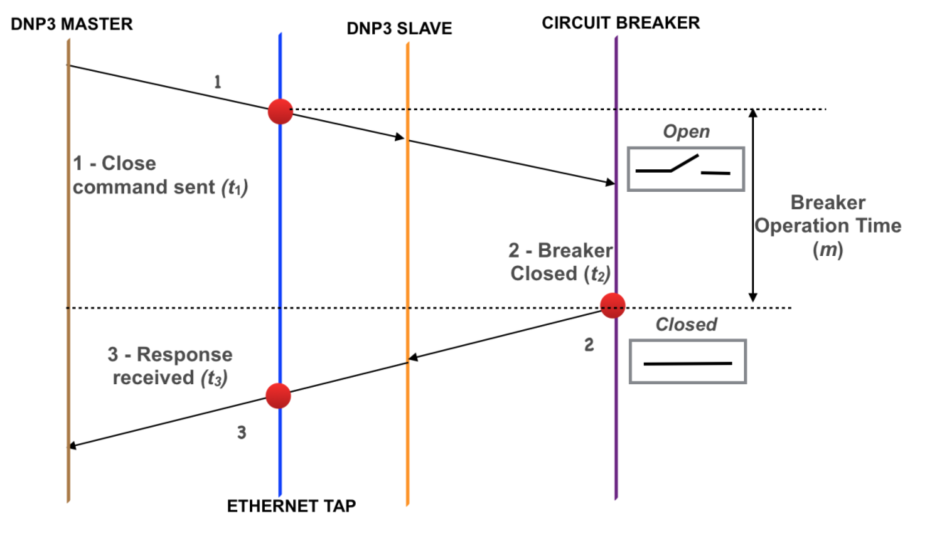 DNP3 MASTER
DNP3 SLAVE
CIRCUIT BREAKER
1
Open
1 - Close
command sent (t1)
Breaker
Operation Time
(m)
2 - Breaker
Closed (t2)
Closed
2
3 - Response
received (t3)
3
ETHERNET TAP